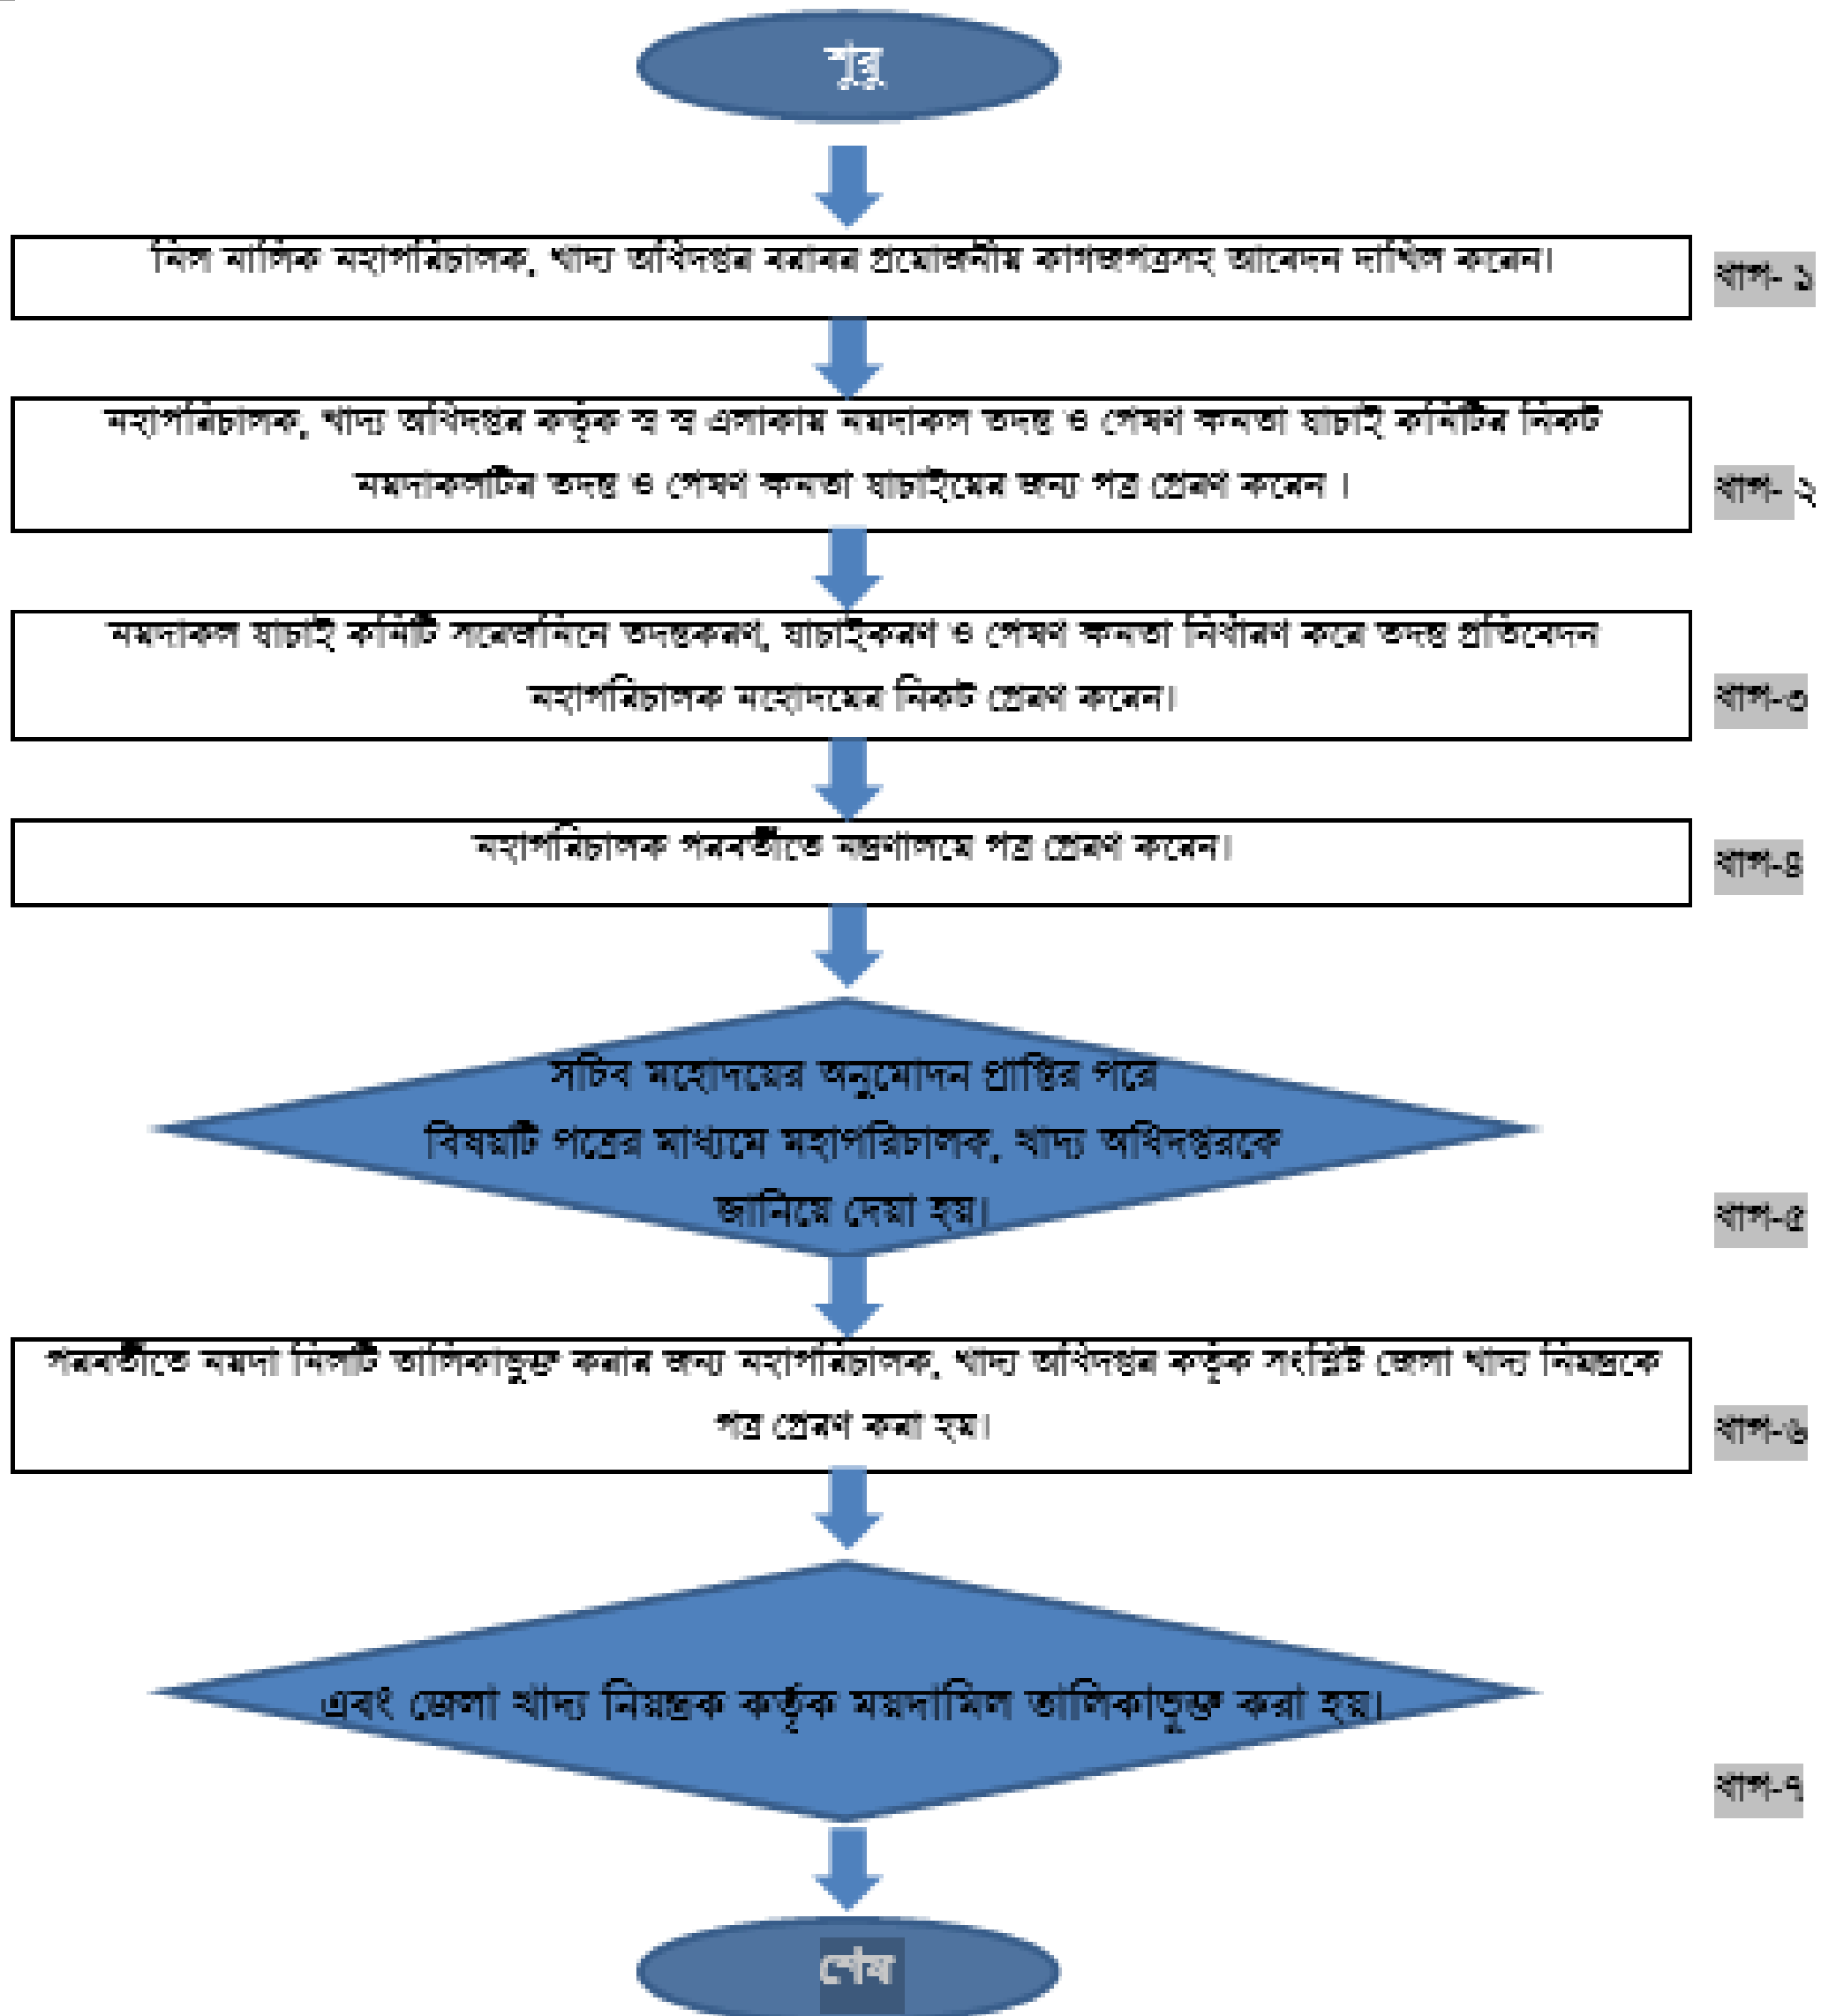 শুরু
মিল মালিক মহাপরিচালক, খাদ্য অধিদপ্তর বরাবর প্রয়োজনীয় কাগজপত্রসহ আবেদন দাখিল করেন।
ধাপ- ১
মহাপরিচালক, খাদ্য অধিদপ্তর কর্তৃক স্ব স্ব এলাকায় ময়দাকল তদন্ত ও পেষণ ক্ষমতা যাচাই কমিটির নিকট
ময়দাকলটির তদন্ত ও পেষণ ক্ষমতা যাচাইয়ের জন্য পত্র প্রেরণ করেন ।
ধাপ- ২
ময়দাকল যাচাই কমিটি সরেজমিনে তদন্তকরণ, যাচাইকরণ ও পেষণ ক্ষমতা নির্ধারণ করে তদন্ত প্রতিবেদন
মহাপরিচালক মহোদয়ের নিকট প্রেরণ করেন।
ধাপ-৩
মহাপরিচালক পরবর্তীতে মন্ত্রণালয়ে পত্র প্রেরণ করেন।
ধাপ-৪
সচিব মহোদয়ের অনুমোদন প্রাপ্তির পরে
বিষয়টি পত্রের মাধ্যমে মহাপরিচালক, খাদ্য অধিদপ্তরকে
জানিয়ে দেয়া হয়।
ধাপ-৫
পরবর্তীতে ময়দা মিলটি তালিকাভুক্ত করার জন্য মহাপরিচালক, খাদ্য অধিদপ্তর কর্তৃক সংশ্লিষ্ট জেলা খাদ্য নিয়ন্ত্রকে
পত্র প্রেরণ করা হয়।
ধাপ-৬
এবং জেলা খাদ্য নিয়ন্ত্রক কর্তৃক ময়দামিল তালিকাভুক্ত করা হয়।
ধাপ-৭
শেষ